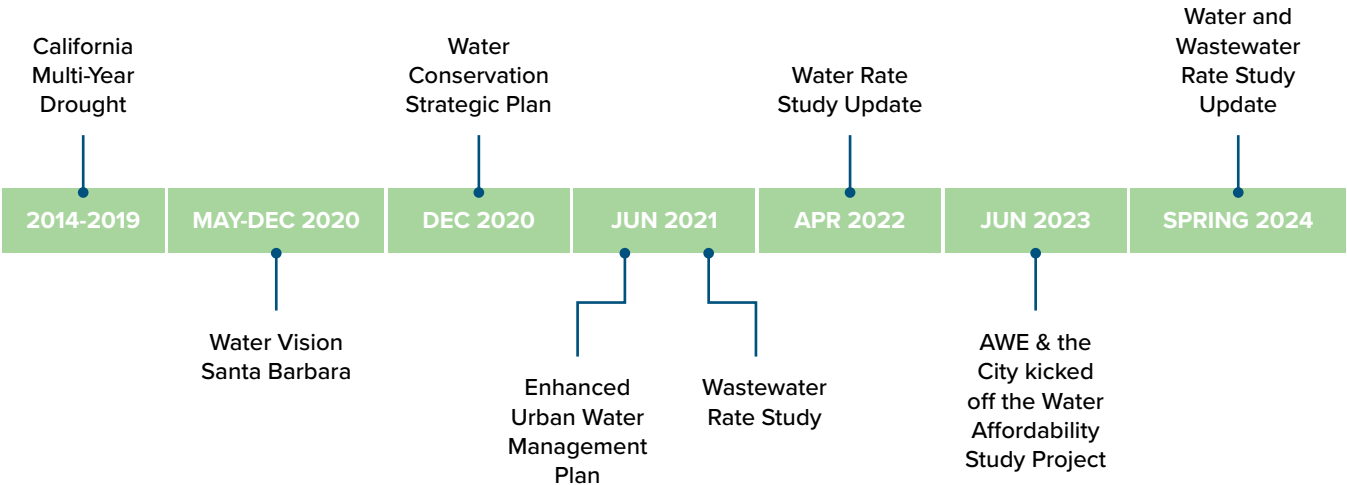 California
Multi-Year
Drought
Water
Conservation
Strategic Plan
Water Rate
Study Update
Water and
Wastewater
Rate Study
Update
2014-2019
MAY-DEC 2020
DEC 2020
JUN 2021
APR 2022
JUN 2023
SPRING 2024
Water Vision
Santa Barbara
Enhanced
Urban Water
Management
Plan
Wastewater
Rate Study
AWE & the
City kicked
off the Water
Affordability
Study Project